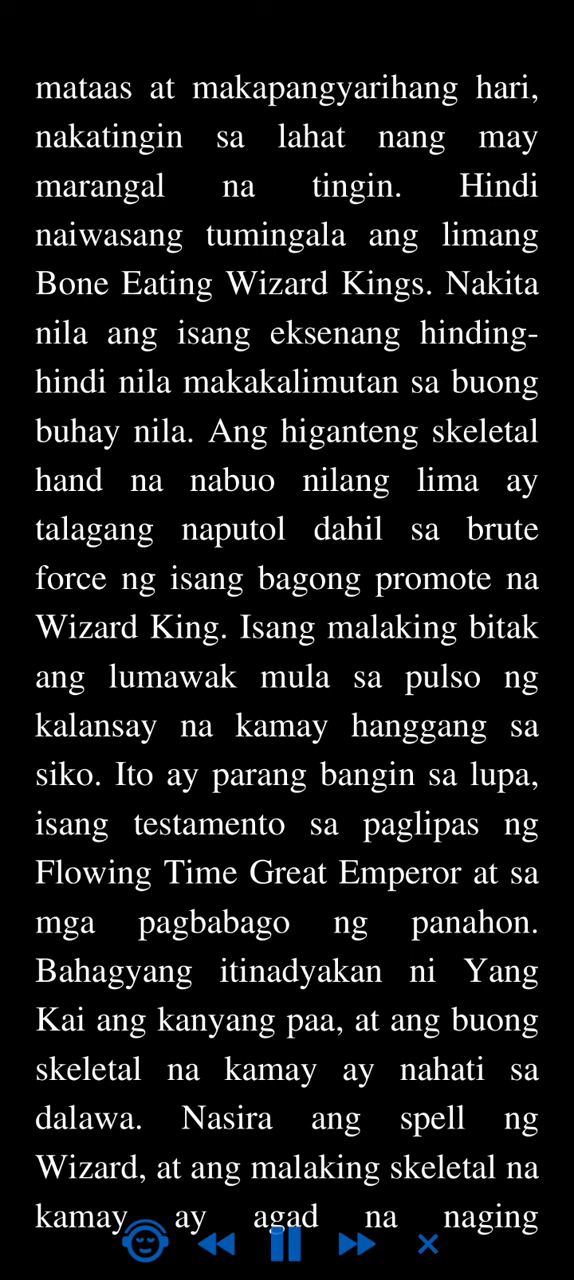 mataas at makapangyarihang hari,
nakatingin sa lahat nang may
marangal na tingin. Hindi
naiwasang tumingala ang limang
Bone Eating Wizard Kings. Nakita
nila ang isang eksenang hinding-
hindi nila makakalimutan sa buong
buhay nila. Ang higanteng skeletal
hand na nabuo nilang lima ay
talagang naputol dahil sa brute
force ng isang bagong promote na
Wizard King. Isang malaking bitak
ang lumawak mula sa pulso ng
kalansay na kamay hanggang sa
siko. Ito ay parang bangin sa lupa,
isang testamento sa paglipas ng
Flowing Time Great Emperor at sa
mga pagbabago ng panahon.
Bahagyang itinadyakan ni Yang
Kai ang kanyang paa, at ang buong
skeletal na kamay ay nahati sa
dalawa. Nasira ang spell ng
Wizard, at ang malaking skeletal na
kamay ay agad na naging